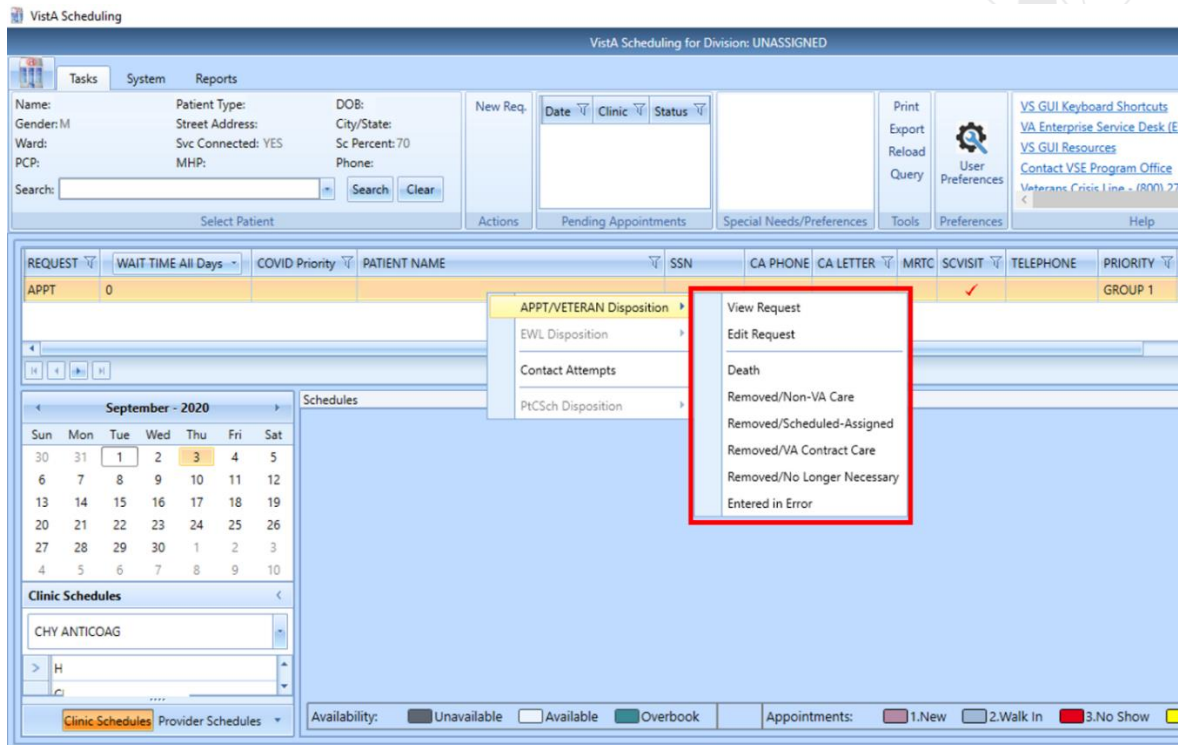 VistA Scheduling
VistA Scheduling for Division: UNASSIGNED
Tasks System Reports
Name: Patient Type: DOB:
Gender: M Street Address: City/State:
Ward: Svc Connected: YES Sc Percent: 70
PCP: MHP: Phone:
Search: Search Clear
Select Patient
New Req.
Actions
Date Clinic Status
Pending Appointments
Special Needs/Preferences
Print
Export
Reload
Query
Tools
User
Preferences
Preferences
VS GUI Keyboard Shortcuts
VA Enterprise Service Desk (E
VS GUI Resources
Contact VSE Program Office
Veterans Crisis Line - (800) 27
Help
REQUEST WAIT TIME All Days COVID Priority PATIENT NAME SSN CA PHONE CA LETTER MRTC SCVISIT TELEPHONE PRIORITY
APPT 0 GROUP 1
APPT/VETERAN Disposition
EWL Disposition
Contact Attempts
PtCSch Disposition
View Request
Edit Request
Death
Removed/Non-VA Care
Removed/Scheduled-Assigned
Removed/VA Contract Care
Removed/No Longer Necessary
Entered in Error
September - 2020
Sun Mon Tue Wed Thu Fri Sat
30 31 1 2 3 4 5
6 7 8 9 10 11 12
13 14 15 16 17 18 19
20 21 22 23 24 25 26
27 28 29 30 1 2 3
4 5 6 7 8 9 10
Clinic Schedules
CHY ANTICOAG
H
Clinic Schedules Provider Schedules
Schedules
Availability: Unavailable Available Overbook Appointments: 1.New 2.Walk In 3.No Show